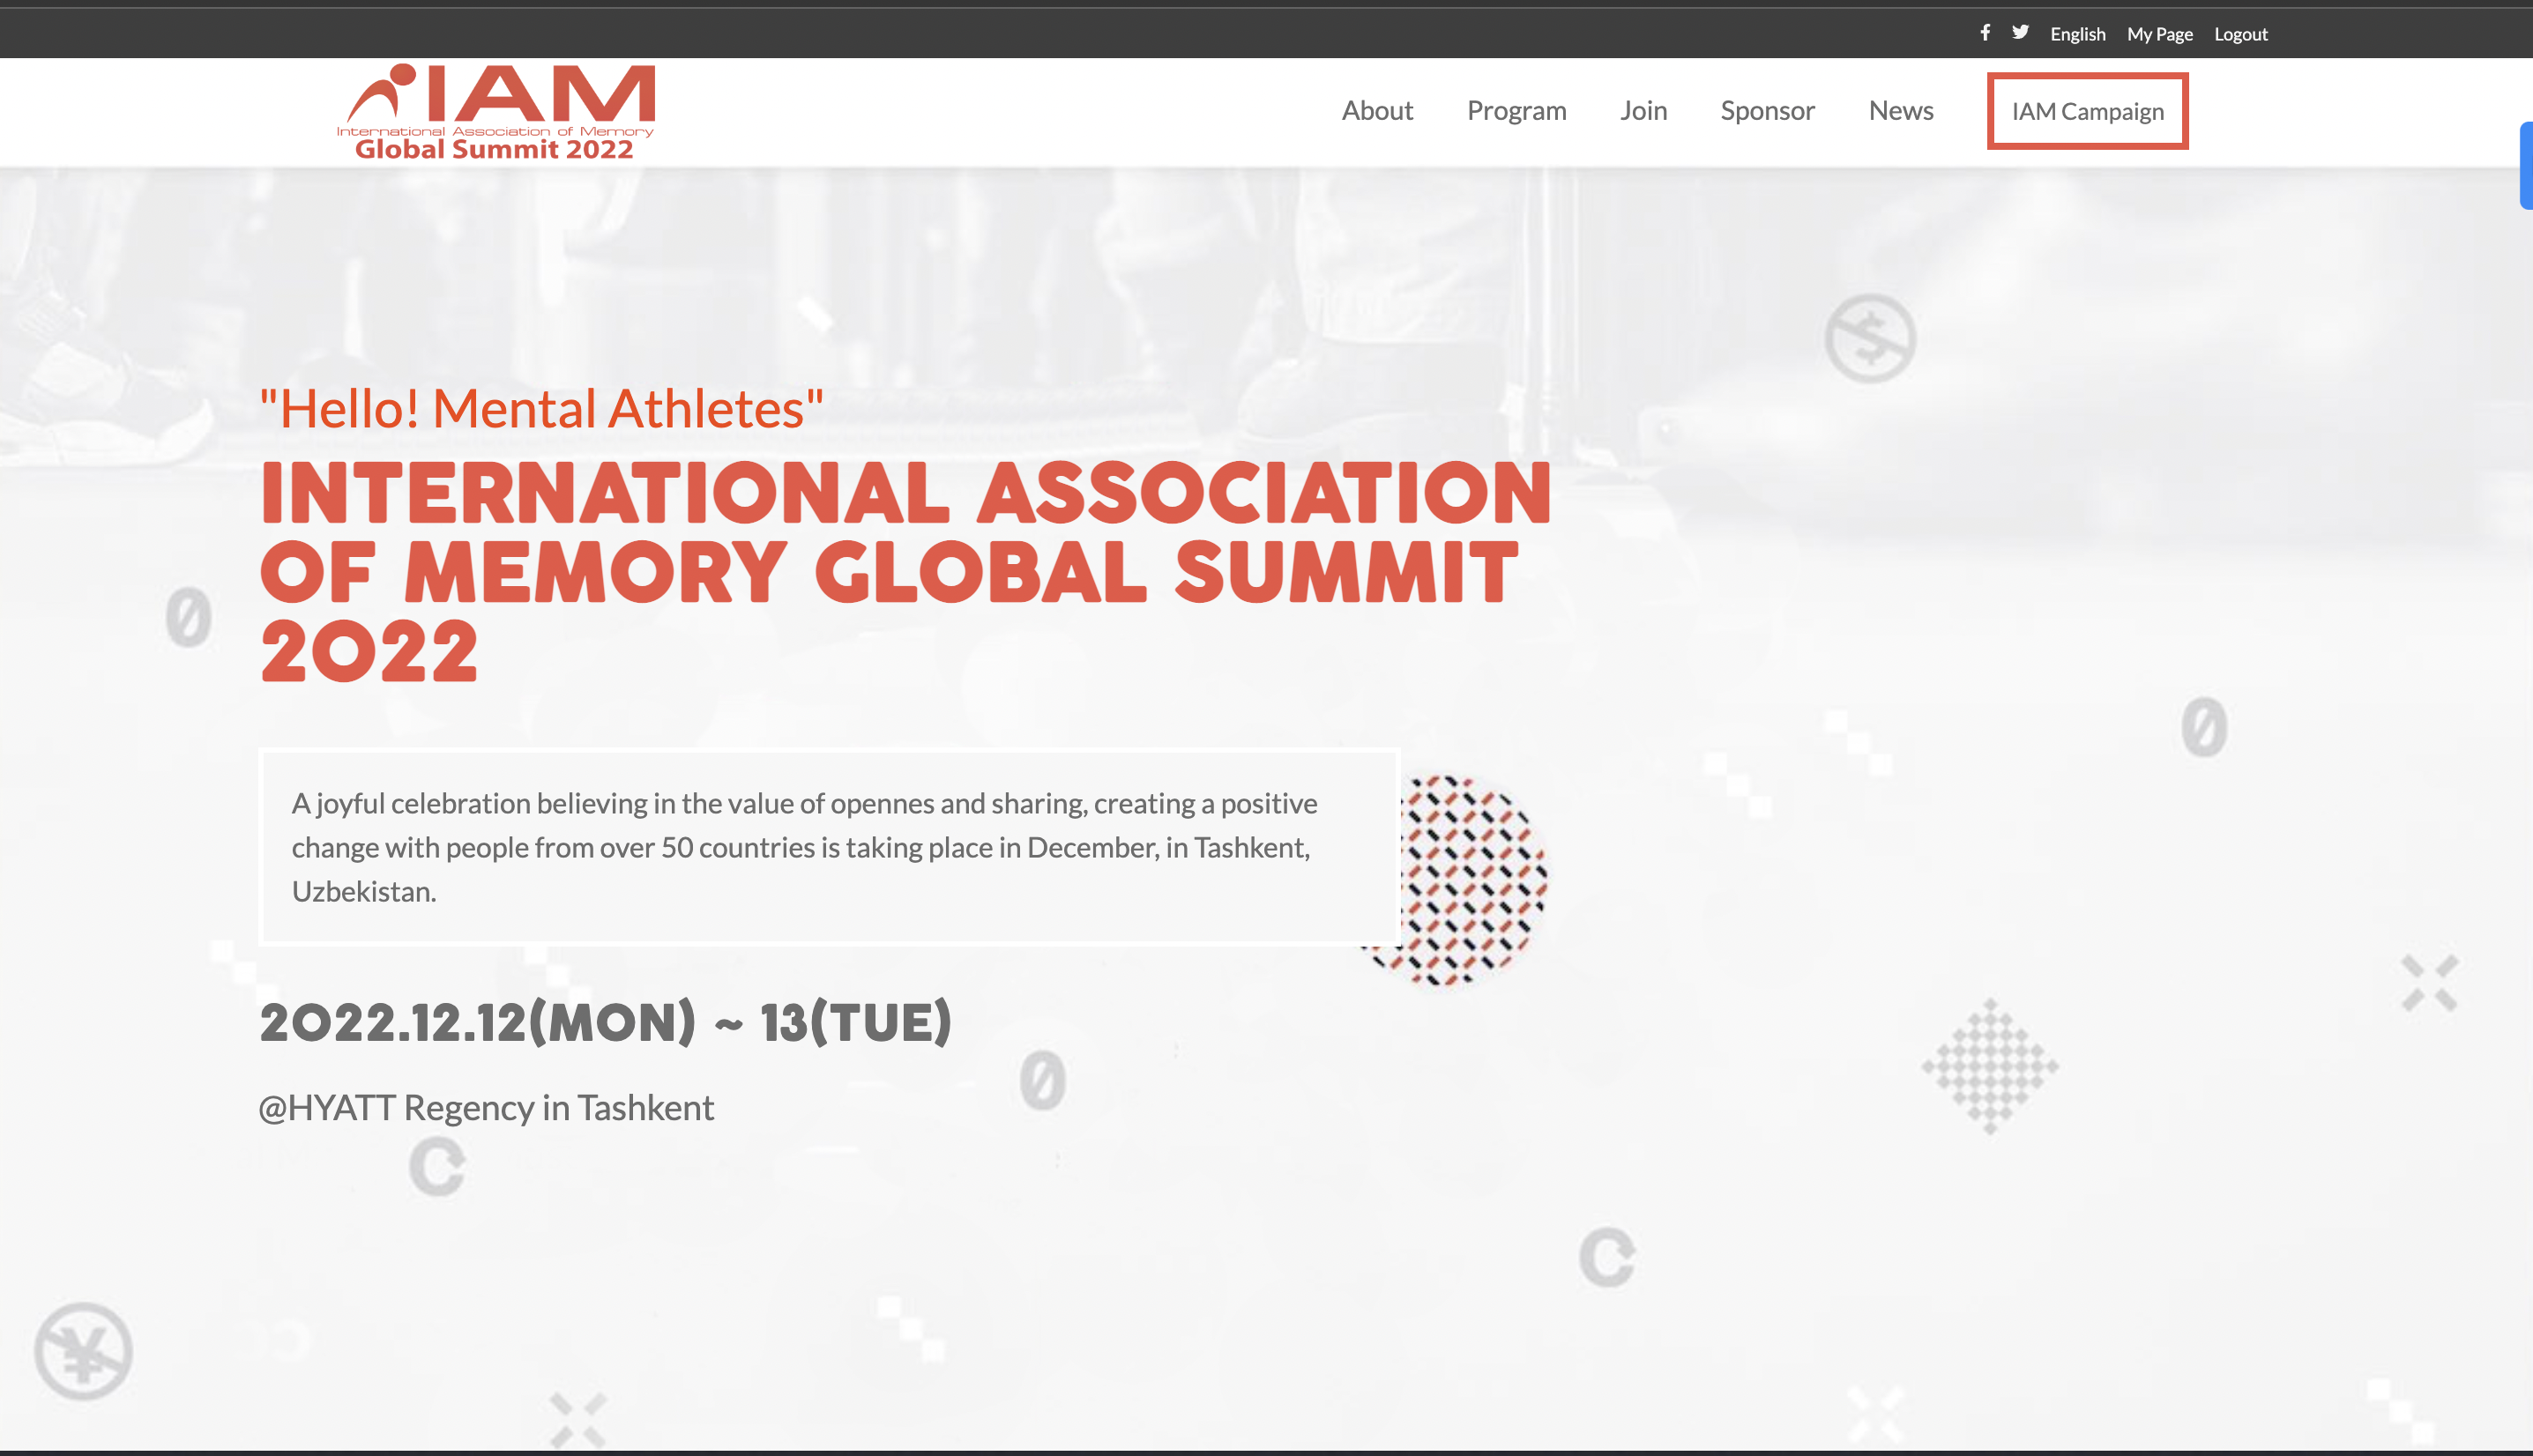 English My Page Logout
IAM
International Association of Memory
Global Summit 2022
About Program Join Sponsor News IAM Campaign
"Hello! Mental Athletes"
INTERNATIONAL ASSOCIATION
OF MEMORY GLOBAL SUMMIT
2022
A joyful celebration believing in the value of opennes and sharing, creating a positive
change with people from over 50 countries is taking place in December, in Tashkent,
Uzbekistan.
2022.12.12(MON) ~ 13(TUE)
@HYATT Regency in Tashkent